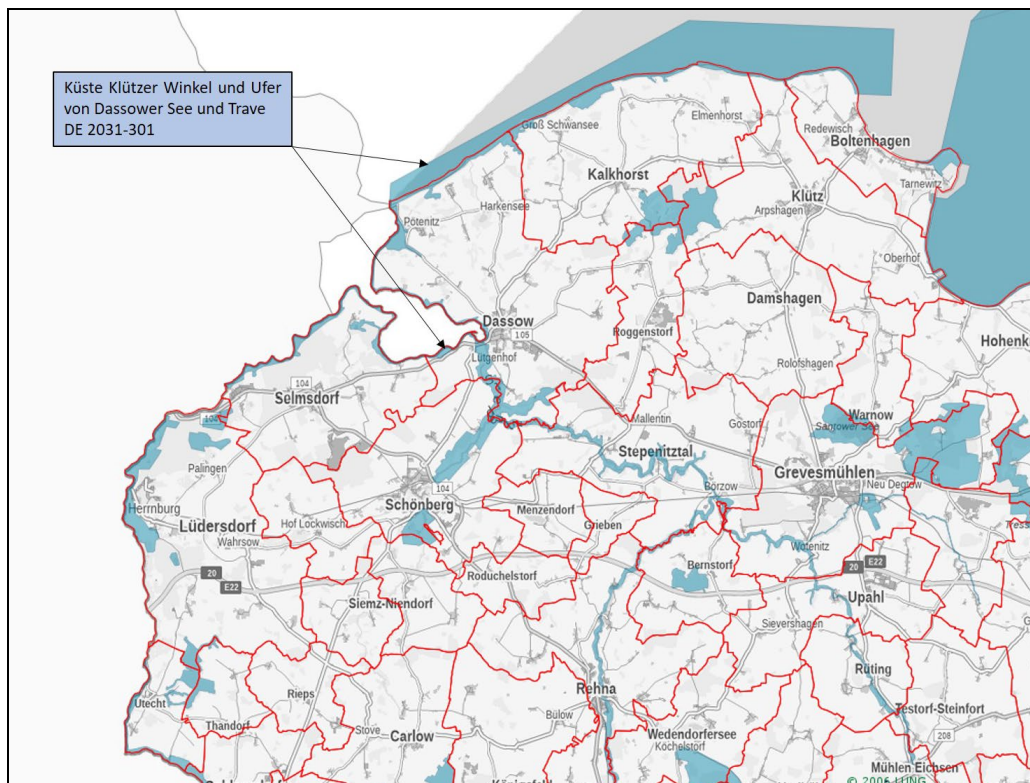 Küste Klützer Winkel und Ufer
von Dassower See und Trave
DE 2031-301
Groß Schwansee
Elmenhorst
Redewisch
Boltenhagen
Kalkhorst
Tarnewitz
Klütz
Harkensee
Arpshagen
Pötenitz
Oberhof
Damshagen
Dassow
105
Roggenstorf
Hohenk
Lütgenhof
Rolofshagen
104
Selmsdorf
Mallentin
Warnow
104
Gostorf
Santower See
Stepenitztal
Palingen
Grevesmühlen
Börzow
Neu Degtow
104
Schönberg
Herrnburg
Menzendorf
Lüdersdorf
Hof Lockwisch
Grieben
Tress
Wahrsow
Wotenitz
20
E22
Bernstorf
20
E22
Roduchelstorf
Upahl
Siemz-Niendorf
Sievershagen
Rüting
Rehna
Utecht
Rieps
Testorf-Steinfort
Thandorf
Bülow
Stove
Carlow
Wedendorfersee
208
Köchelstorf
Mühlen Eichsen
© 2006 LUNG